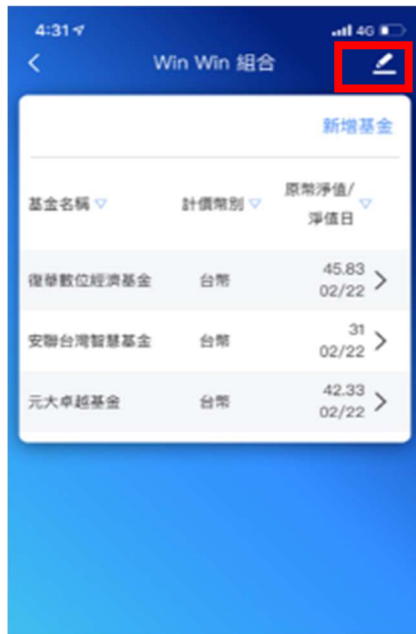 4:31
4G
Win Win 組合
新增基金
基金名稱 計價幣別 原幣淨值/
淨值日
復華數位經濟基金 台幣 45.83
02/22
安聯台灣智慧基金 台幣 31
02/22
元大卓越基金 台幣 42.33
02/22